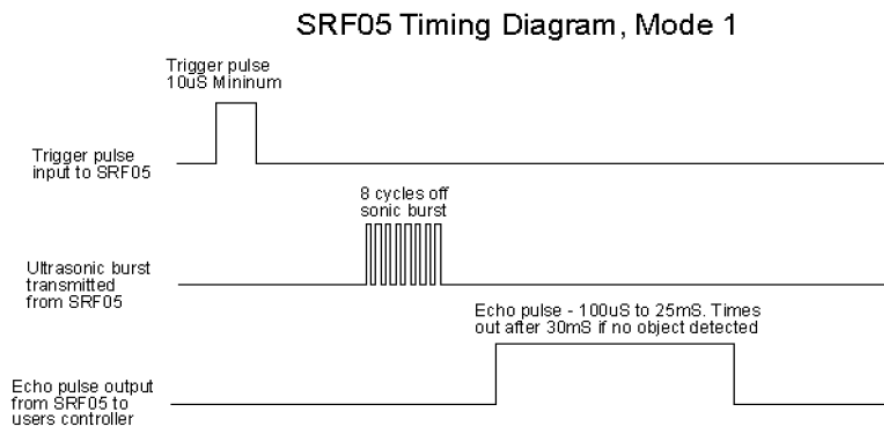 SRF05 Timing Diagram, Mode 1
Trigger pulse
10uS Mininum
Trigger pulse
input to SRF05
8 cycles off
sonic burst
Ultrasonic burst
transmitted
from SRF05
Echo pulse - 100uS to 25mS. Times
out after 30mS if no object detected
Echo pulse output
from SRF05 to
users controller